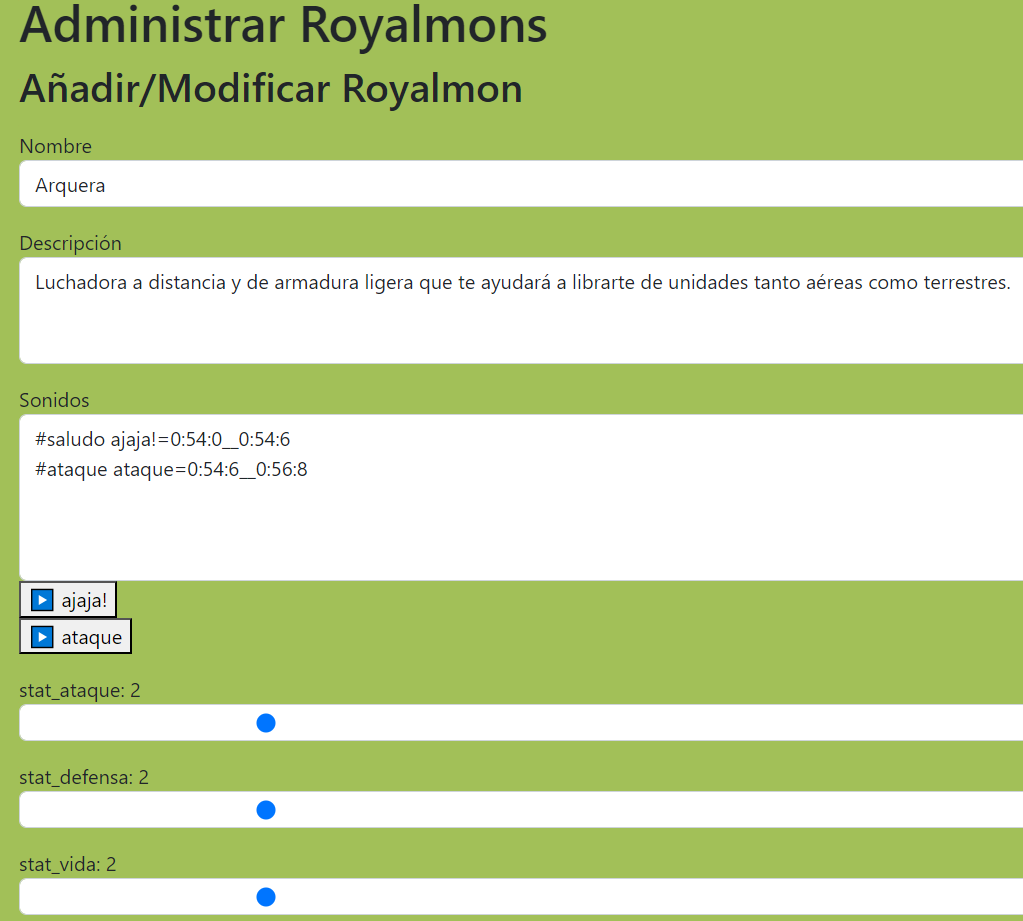 Administrar Royalmons
Añadir/Modificar Royalmon
Nombre
Arquera
Descripción
Luchadora a distancia y de armadura ligera que te ayudará a librarte de unidades tanto aéreas como terrestres.
Sonidos
#saludo ajaja!=0:54:0__0:54:6
#ataque ataque=0:54:6__0:56:8
ajaja!
ataque
stat_ataque: 2
stat_defensa: 2
stat_vida: 2